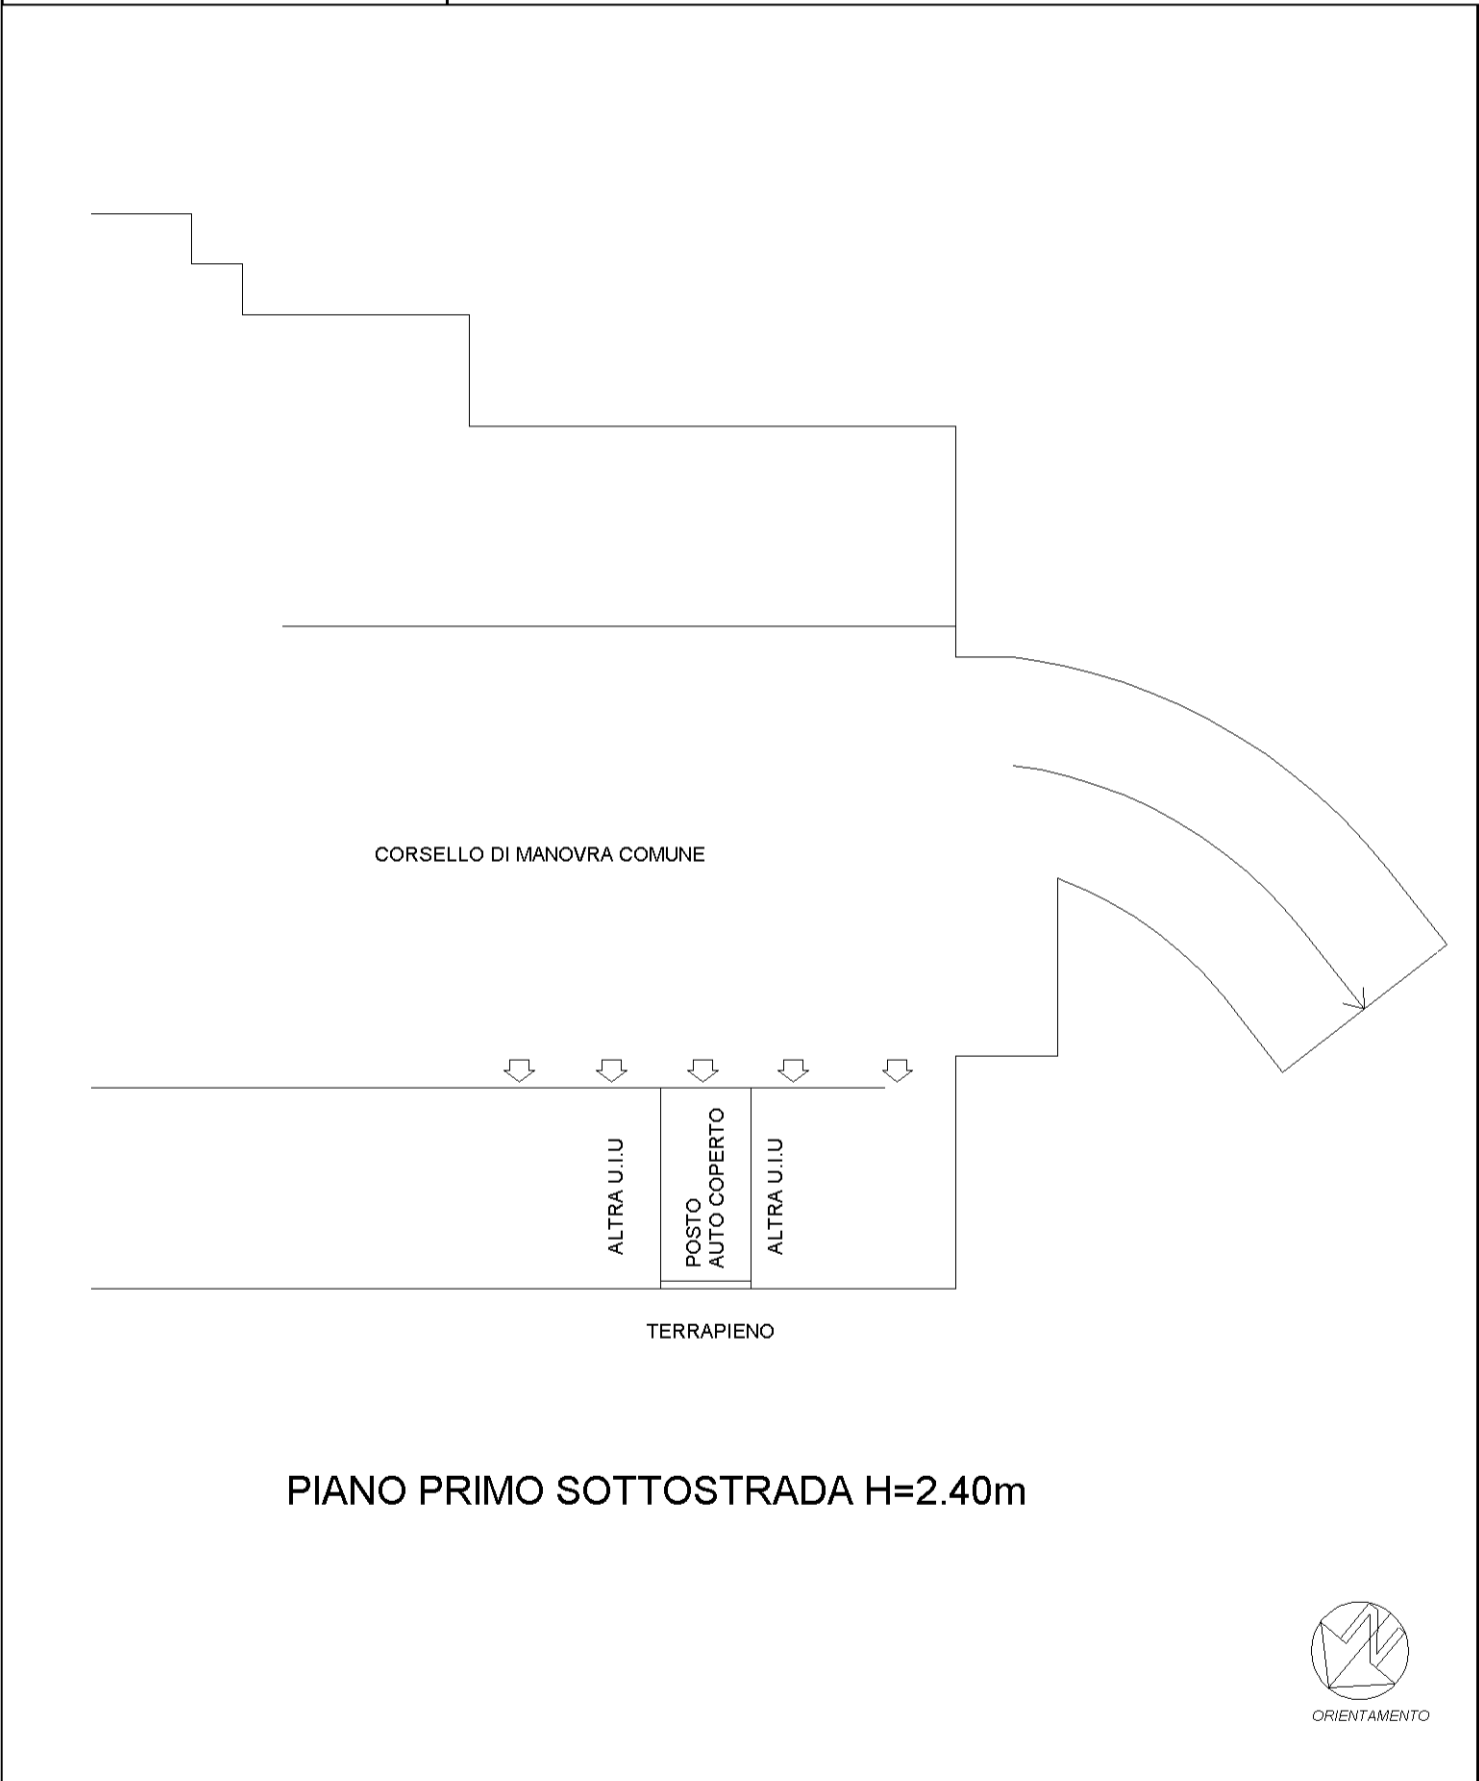 CORSELLO DI MANOVRA COMUNE
ALTRA U.I.U
POSTO
AUTO COPERTO
ALTRA U.I.U
TERRAPIENO
PIANO PRIMO SOTTOSTRADA H=2.40m
N
ORIENTAMENTO